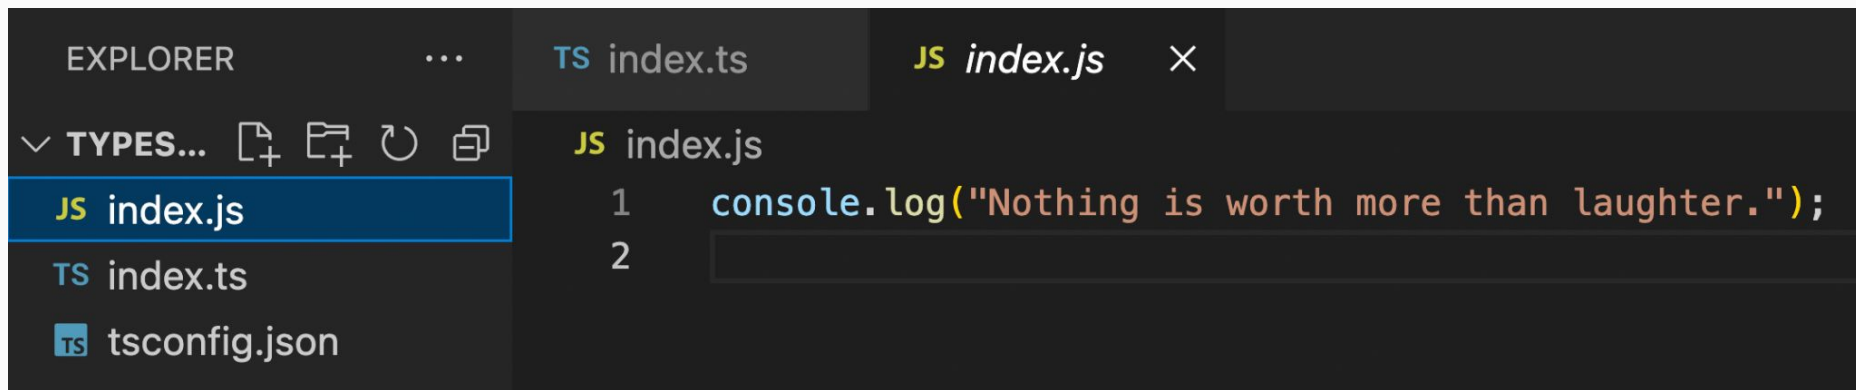 EXPLORER
TYPES...
JS index.js
TS index.ts
TS tsconfig.json
TS index.ts
JS index.js
JS index.js
1 console.log("Nothing is worth more than laughter.");
2